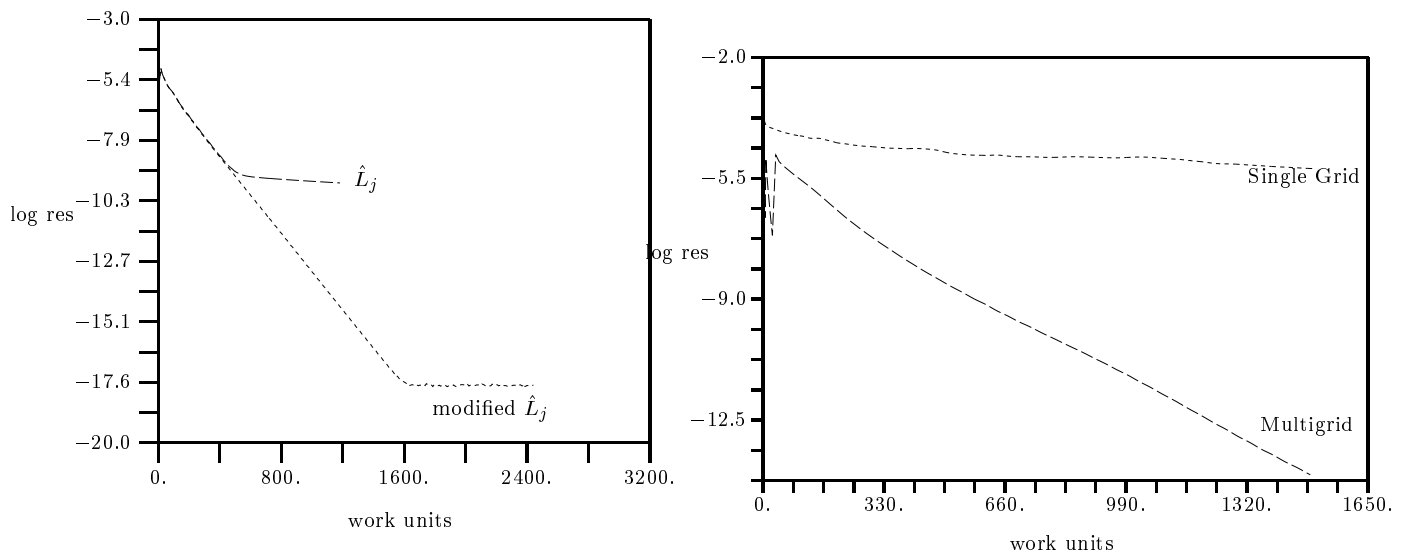 −3.0
−5.4
−7.9
−10.3
−12.7
−15.1
−17.6
−20.0
log res
L̂j
modified L̂j
0. 800. 1600. 2400. 3200.
work units
−2.0
−5.5
−9.0
−12.5
log res
Single Grid
Multigrid
0. 330. 660. 990. 1320. 1650.
work units